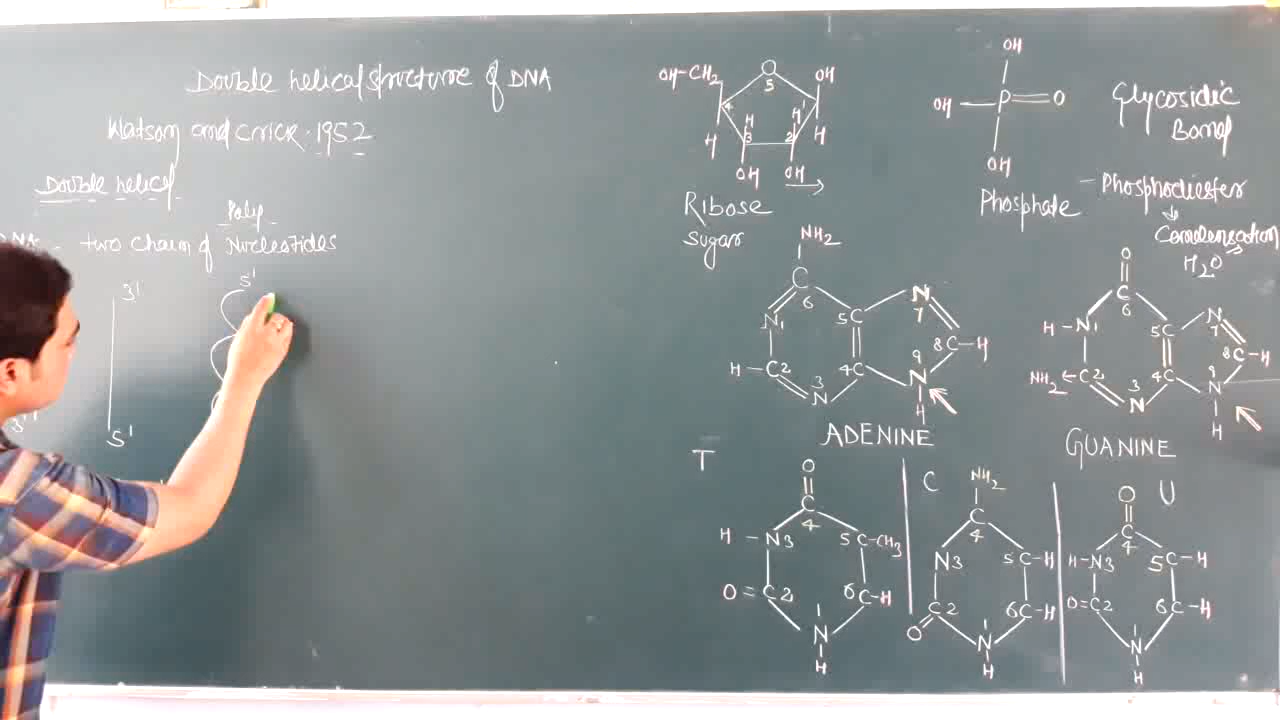 Double helical structure of DNA
Watson and Crick. 1952
Double helical
Poly
DNA - two chain of Nucleotides
3'
5'
3'
5'
OH-CH2
O
5
OH
4
H
H
1
H
3
H
2
H
OH
OH
Ribose
Sugar
OH
OH
P
O
OH
Phosphate
Glycosidic
Bond
- Phosphodiester
Condensation
H2O
NH2
C
6
N1
5C
N
7
8C-H
H-C2
3
N
4C
9
N
H
ADENINE
O
C
6
H-N1
5C
N
7
8C-H
NH2-C2
3
N
4C
9
N
H
GUANINE
T
O
C
4
H-N3
5C-CH3
O=C2
6C-H
1
N
H
C
NH2
C
4
N3
5C-H
C2
O
6C-H
1
N
H
U
O
C
4
H-N3
5C-H
O=C2
6C-H
1
N
H